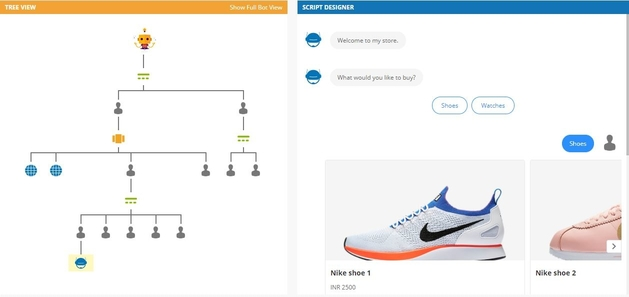 TREE VIEW
Show Full Bot View
SCRIPT DESIGNER
Welcome to my store.
What would you like to buy?
Shoes
Watches
Shoes
Nike shoe 1
Nike shoe 2
INR 2500